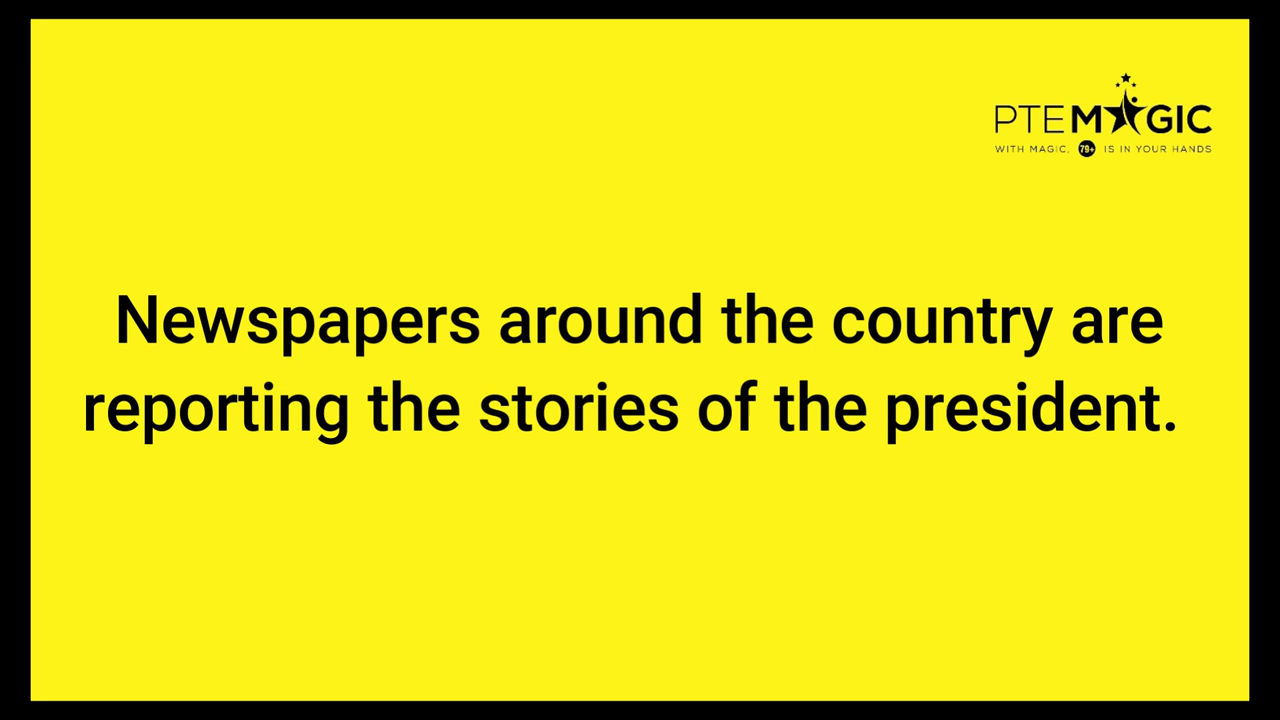 PTEMAGIC
WITH MAGIC, 79+ IS IN YOUR HANDS
Newspapers around the country are
reporting the stories of the president.